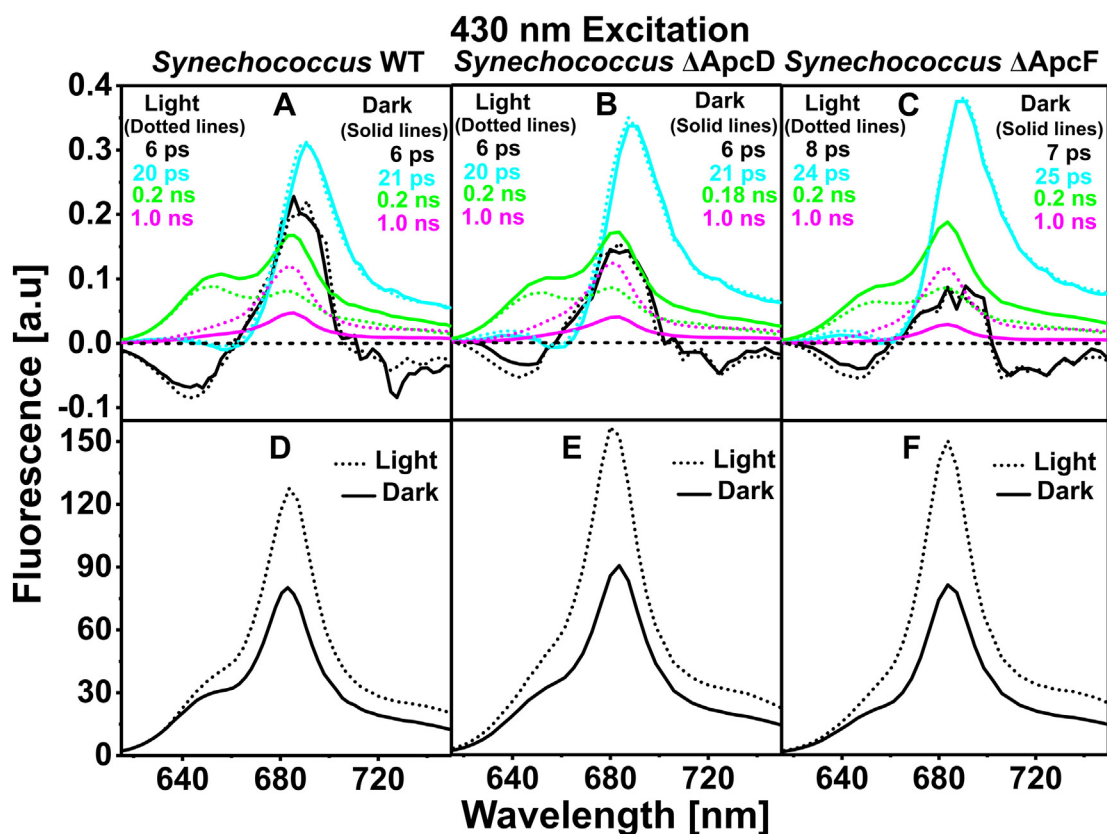 430 nm Excitation
Synechococcus WT
Synechococcus ΔApcD
Synechococcus ΔApcF
Fluorescence [a.u]
0.4
0.3
0.2
0.1
0.0
-0.1
A
Light
(Dotted lines)
6 ps
20 ps
0.2 ns
1.0 ns
Dark
(Solid lines)
6 ps
21 ps
0.2 ns
1.0 ns
B
Light
(Dotted lines)
6 ps
20 ps
0.2 ns
1.0 ns
Dark
(Solid lines)
6 ps
21 ps
0.18 ns
1.0 ns
C
Light
(Dotted lines)
8 ps
24 ps
0.2 ns
1.0 ns
Dark
(Solid lines)
7 ps
25 ps
0.2 ns
1.0 ns
150
120
90
60
30
0
D
Light
Dark
E
Light
Dark
F
Light
Dark
640 680 720 640 680 720 640 680 720
Wavelength [nm]